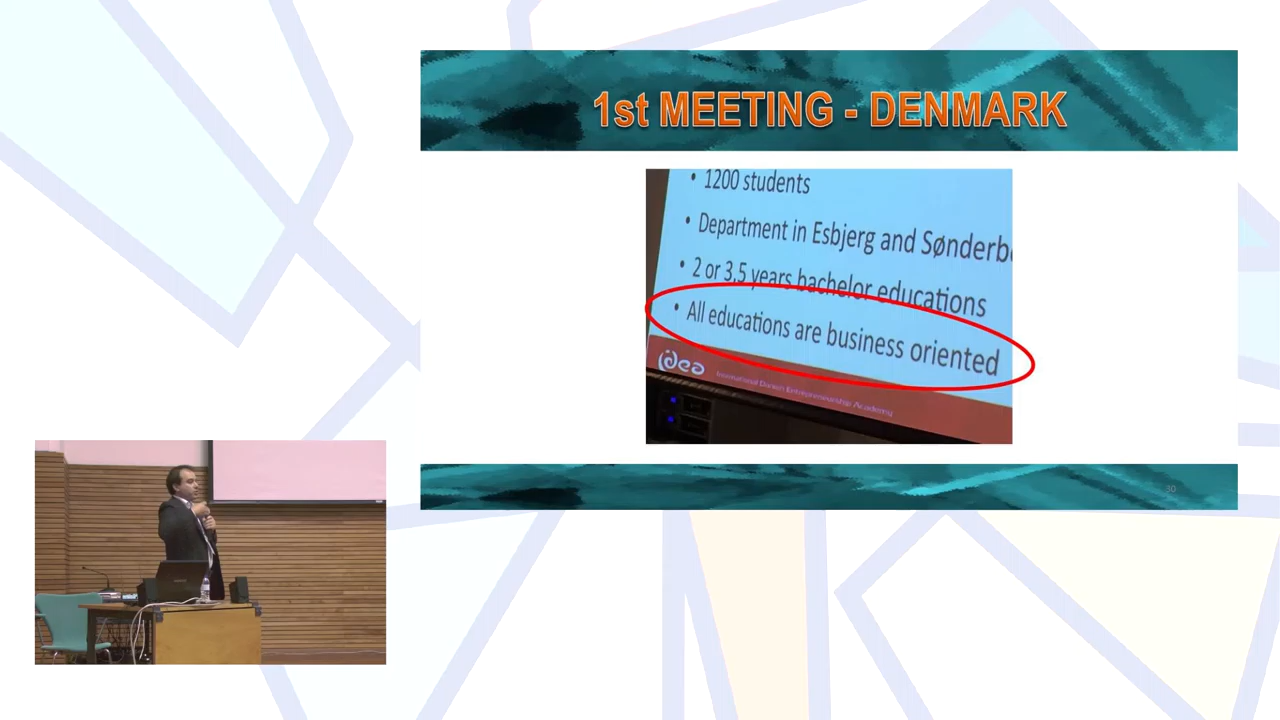 1st MEETING - DENMARK
• 1200 students
• Department in Esbjerg and Sønderb
• 2 or 3,5 years bachelor educations
• All educations are business oriented
idea
International Danish Entrepreneurship Academy
30